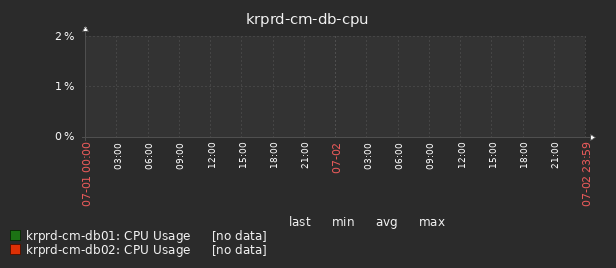 krprd-cm-db-cpu
2 %
1 %
0 %
07-01 00:00 03:00 06:00 09:00 12:00 15:00 18:00 21:00 07-02 03:00 06:00 09:00 12:00 15:00 18:00 21:00 07-02 23:59
last min avg max
krprd-cm-db01: CPU Usage [no data]
krprd-cm-db02: CPU Usage [no data]